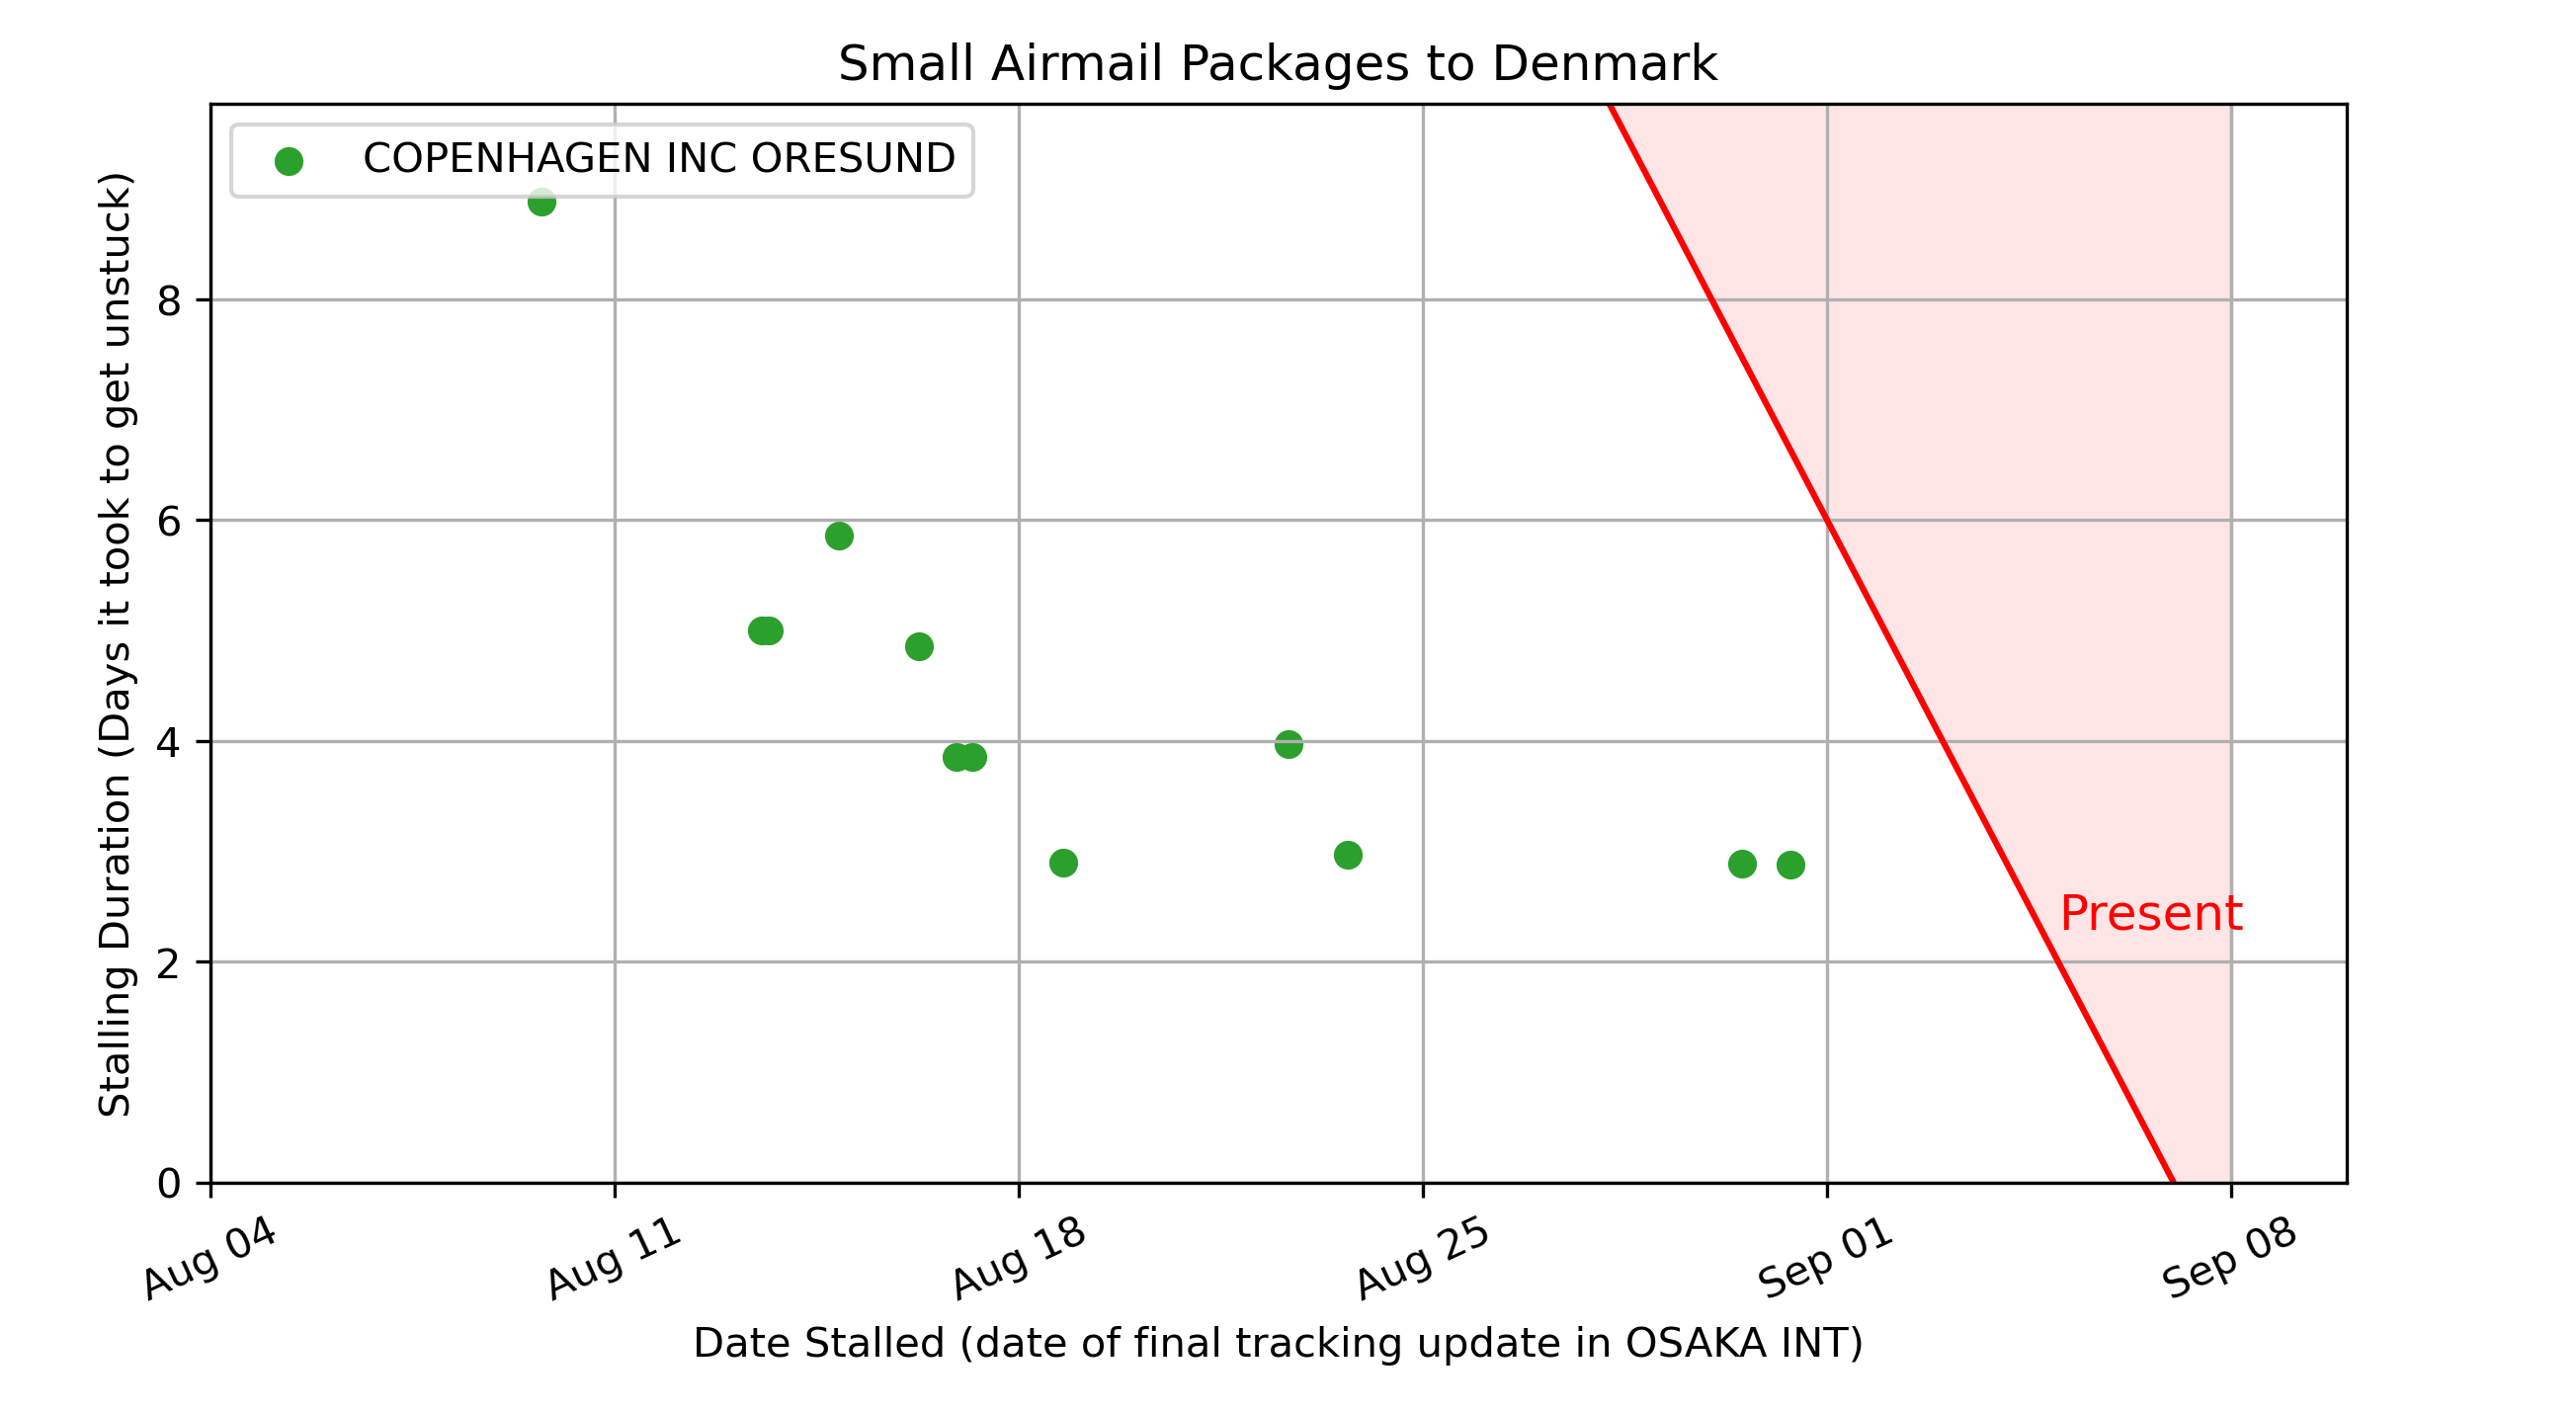 Small Airmail Packages to Denmark
COPENHAGEN INC ORESUND
Stalling Duration (Days it took to get unstuck)
8
6
4
2
0
Present
Aug 04
Aug 11
Aug 18
Aug 25
Sep 01
Sep 08
Date Stalled (date of final tracking update in OSAKA INT)